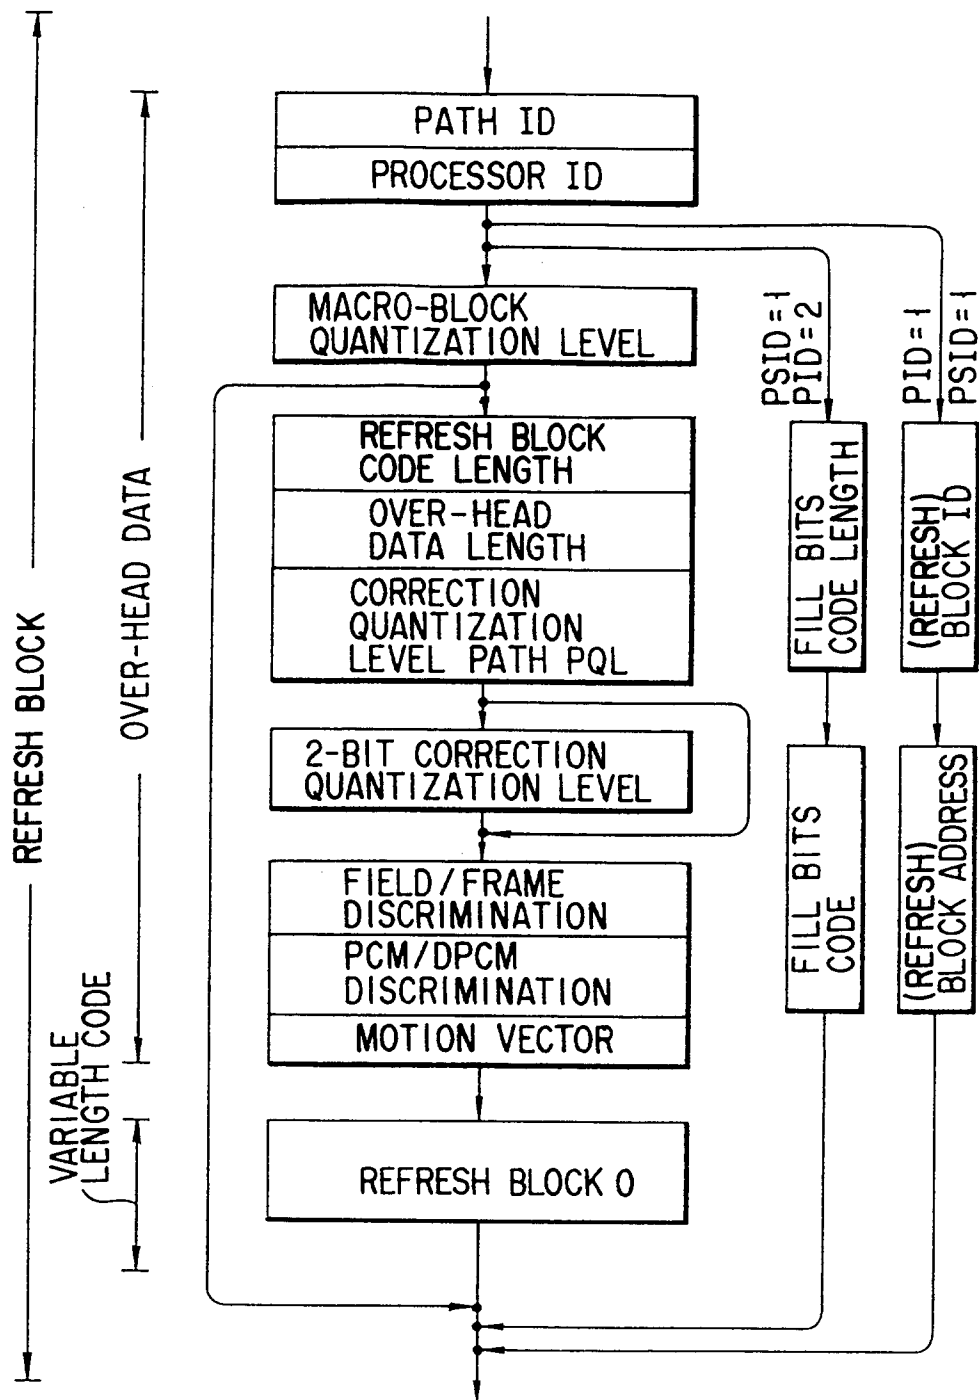 PATH ID
PROCESSOR ID
MACRO-BLOCK
QUANTIZATION LEVEL
REFRESH BLOCK
CODE LENGTH
OVER-HEAD
DATA LENGTH
CORRECTION
QUANTIZATION
LEVEL PATH PQL
2-BIT CORRECTION
QUANTIZATION LEVEL
FIELD/FRAME
DISCRIMINATION
PCM/DPCM
DISCRIMINATION
MOTION VECTOR
REFRESH BLOCK 0
REFRESH BLOCK
OVER-HEAD DATA
VARIABLE
LENGTH CODE
PSID=1
PID=2
PID=1
PSID=1
FILL BITS
CODE LENGTH
(REFRESH)
BLOCK ID
FILL BITS
CODE
(REFRESH)
BLOCK ADDRESS